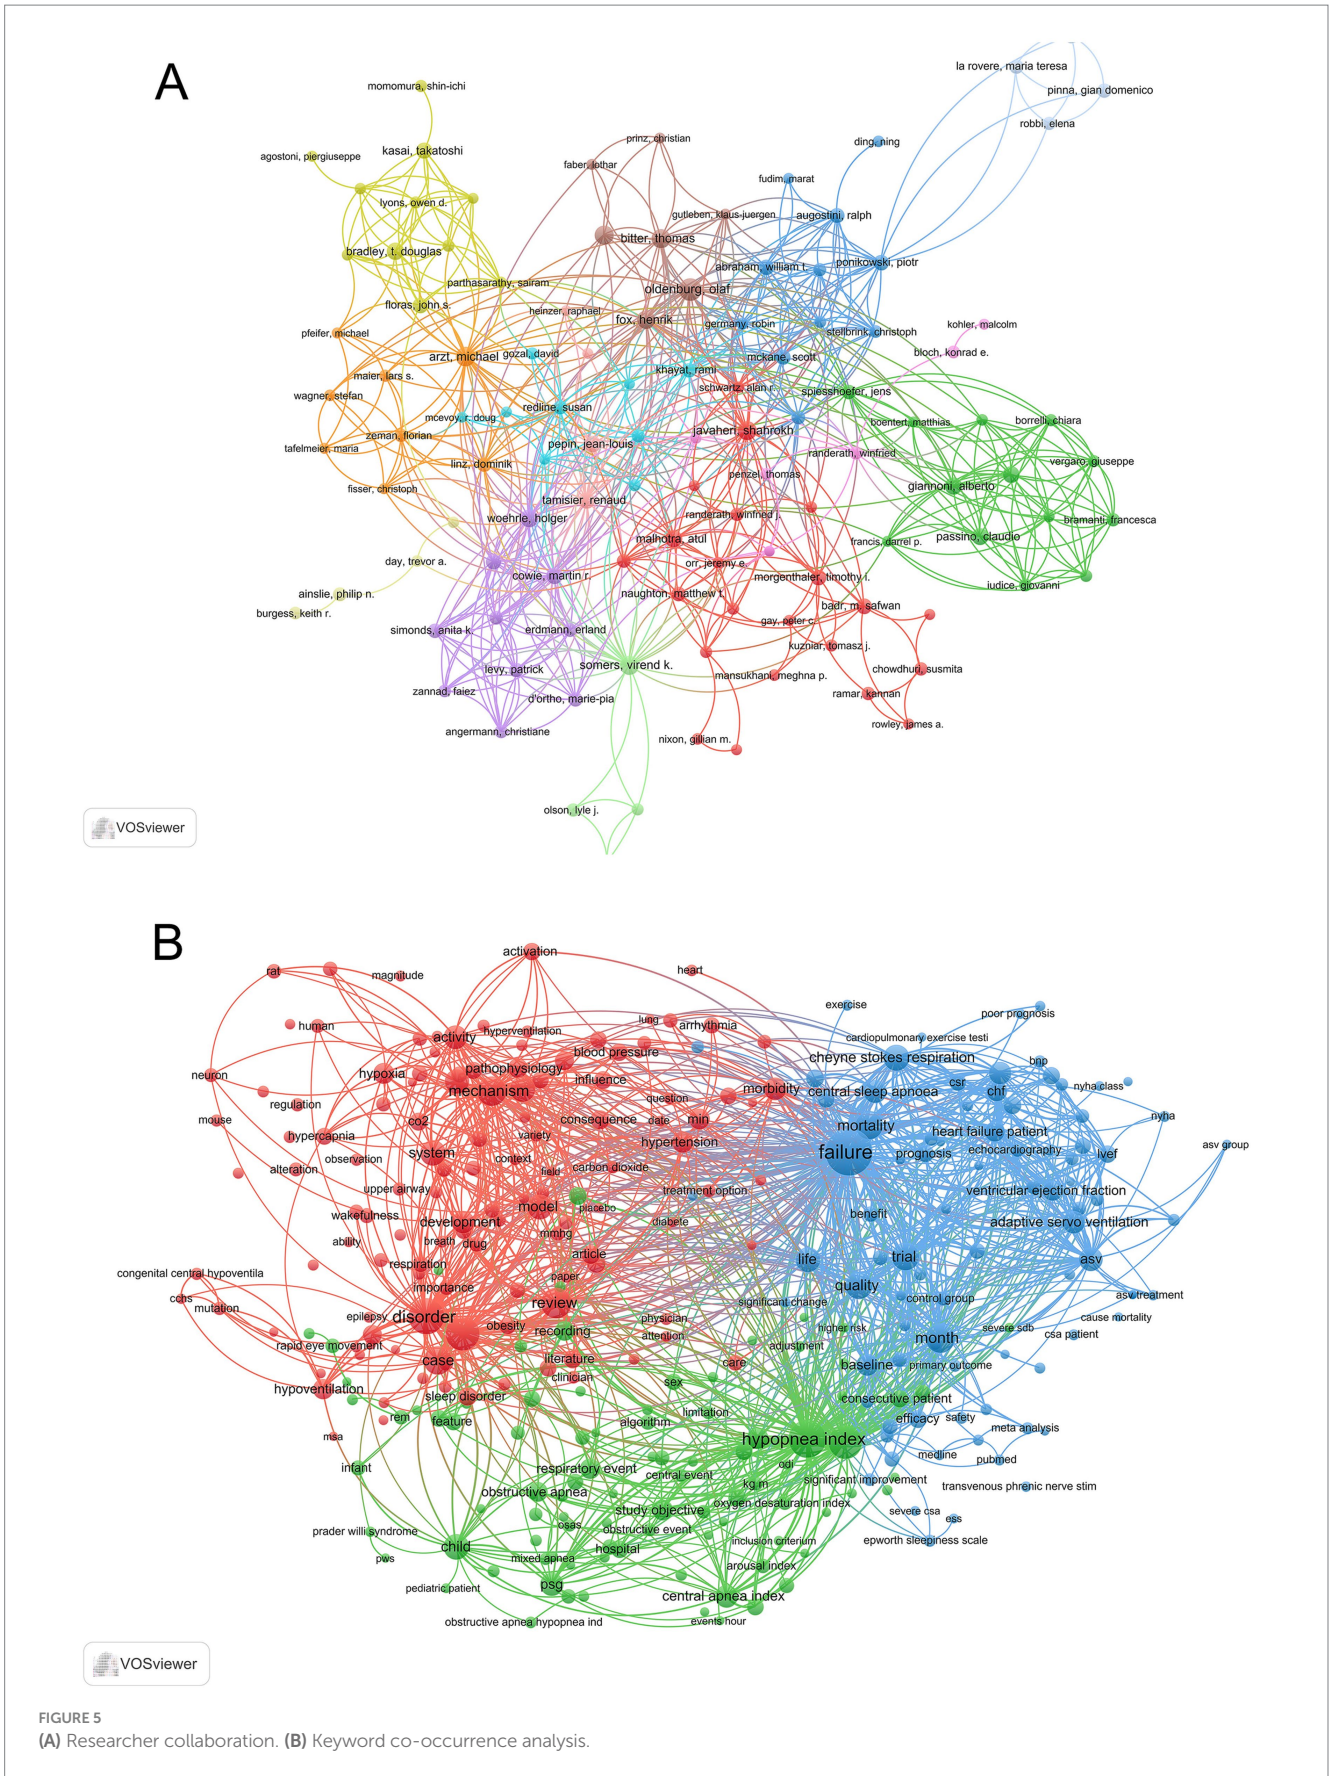 A
la rovere, maria teresa
momomura, shin-ichi
pinna, gian domenico
robbi, elena
prinz, christian
ding, ning
kasai, takatoshi
agostoni, piergiuseppe
faber, lothar
fudim, marat
lyons, owen d.
gutleben, klaus-juergen
augostini, ralph
bitter, thomas
bradley, t. douglas
abraham, william t.
ponikowski, piotr
parthasarathy, sairam
oldenburg, olaf
floras, john s.
heinzer, raphael
fox, henrik
germany, robin
stellbrink, christoph
kohler, malcolm
pfeifer, michael
bloch, konrad e.
arzt, michael
gozal, david
mckane, scott
khayat, rami
maier, lars s.
schwartz, alan r.
spiesshoefer, jens
wagner, stefan
redline, susan
mcevoy, r. doug
boentert, matthias
borrelli, chiara
zeman, florian
pepin, jean-louis
javaheri, shahrokh
tafelmeier, maria
randerath, winfried
linz, dominik
vergaro, giuseppe
penzel, thomas
fisser, christoph
giannoni, alberto
tamisier, renaud
woehrle, holger
randerath, winfried j.
bramanti, francesca
malhotra, atul
francis, darrel p.
passino, claudio
day, trevor a.
orr, jeremy e.
cowie, martin r.
morgenthaler, timothy i.
iudice, giovanni
ainslie, philip n.
naughton, matthew t.
badr, m. safwan
burgess, keith r.
gay, peter c.
simonds, anita k.
erdmann, erland
kuzniar, tomasz j.
somers, virend k.
levy, patrick
mansukhani, meghna p.
chowdhuri, susmita
zannad, faiez
d'ortho, marie-pia
ramar, kannan
rowley, james a.
angermann, christiane
nixon, gillian m.
olson, lyle j.
VOSviewer
B
activation
rat
magnitude
heart
exercise
poor prognosis
human
lung
arrhythmia
activity
hyperventilation
cardiopulmonary exercise testi
blood pressure
cheyne stokes respiration
bnp
neuron
hypoxia
pathophysiology
influence
mechanism
morbidity
central sleep apnoea
csr
chf
nyha class
question
regulation
mouse
co2
consequence
date
min
mortality
nyha
hypercapnia
variety
hypertension
heart failure patient
asv group
system
failure
prognosis
echocardiography
lvef
observation
context
alteration
field
carbon dioxide
upper airway
treatment option
ventricular ejection fraction
model
placebo
wakefulness
development
diabete
benefit
adaptive servo ventilation
ability
breath
drug
mmhg
article
respiration
life
trial
asv
congenital central hypoventila
importance
paper
quality
cchs
mutation
review
significant change
control group
asv treatment
epilepsy
disorder
obesity
physician
cause mortality
recording
attention
higher risk
severe sdb
csa patient
rapid eye movement
adjustment
month
case
literature
care
baseline
primary outcome
clinician
hypoventilation
sleep disorder
sex
consecutive patient
rem
feature
algorithm
limitation
efficacy
safety
msa
hypopnea index
meta analysis
medline
pubmed
infant
respiratory event
central event
odi
obstructive apnea
kg m
significant improvement
transvenous phrenic nerve stim
study objective
oxygen desaturation index
severe csa
ess
prader willi syndrome
osas
obstructive event
child
hospital
inclusion criterium
epworth sleepiness scale
pws
mixed apnea
arousal index
pediatric patient
psg
central apnea index
obstructive apnea hypopnea ind
events hour
VOSviewer
FIGURE 5
(A) Researcher collaboration. (B) Keyword co-occurrence analysis.